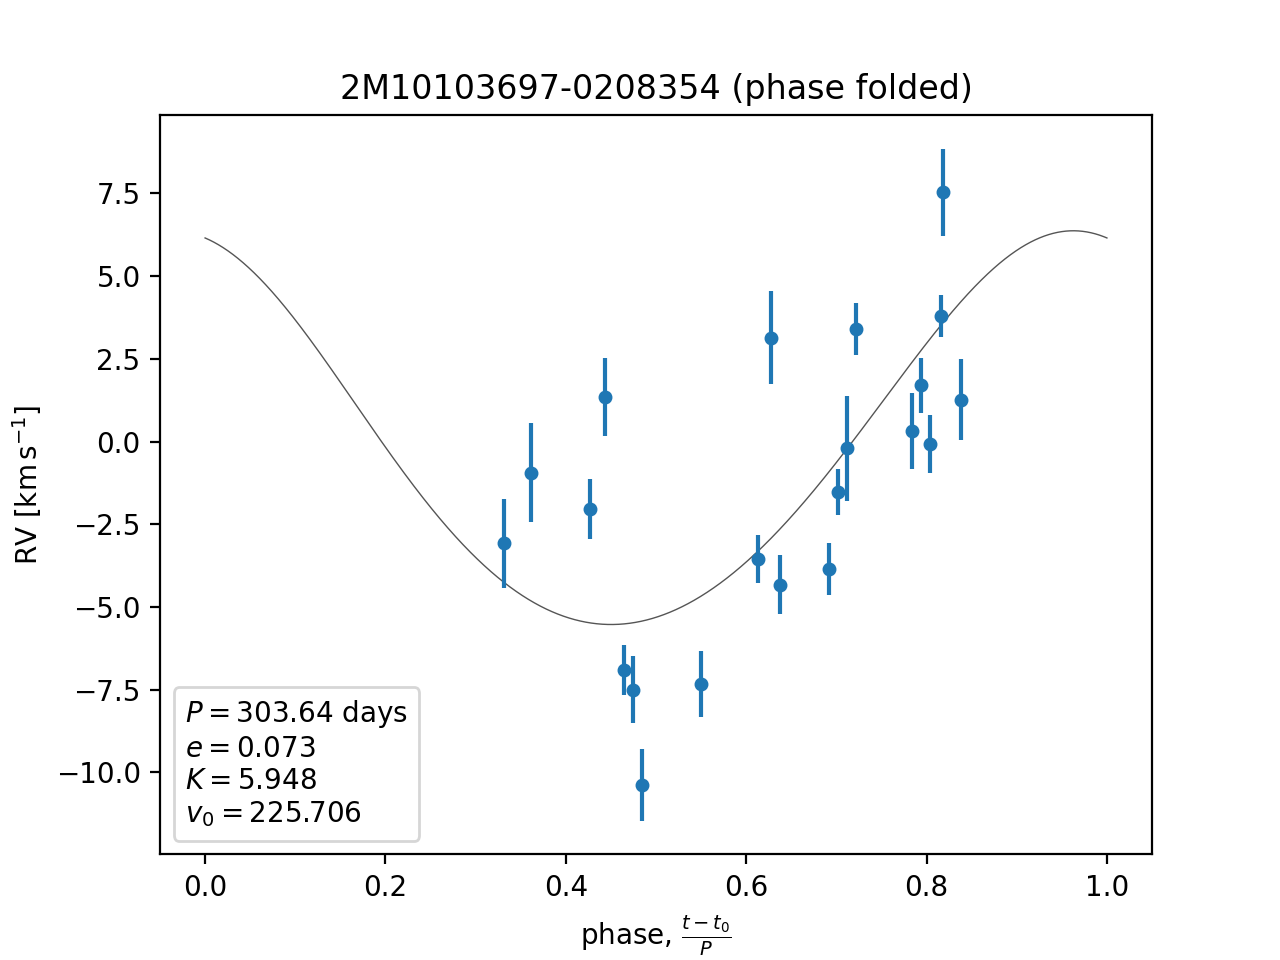 2M10103697-0208354 (phase folded)
RV [km s⁻¹]
7.5
5.0
2.5
0.0
−2.5
−5.0
−7.5
−10.0
P = 303.64 days
e = 0.073
K = 5.948
v₀ = 225.706
0.0 0.2 0.4 0.6 0.8 1.0
phase, (t − t₀)/P